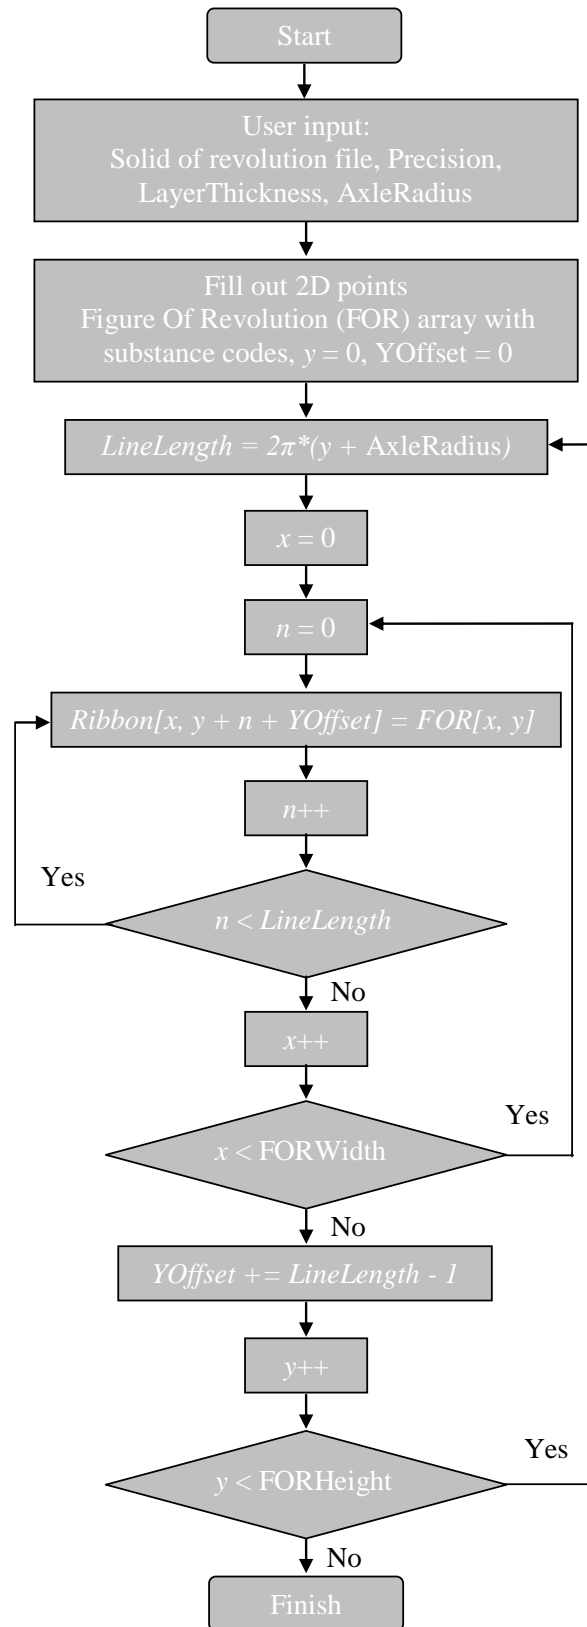 Start
User input:
Solid of revolution file, Precision,
LayerThickness, AxleRadius
Fill out 2D points
Figure Of Revolution (FOR) array with
substance codes, y = 0, YOffset = 0
LineLength = 2π*(y + AxleRadius)
x = 0
n = 0
Ribbon[x, y + n + YOffset] = FOR[x, y]
n++
Yes
n < LineLength
No
x++
Yes
x < FORWidth
No
YOffset += LineLength - 1
y++
Yes
y < FORHeight
No
Finish